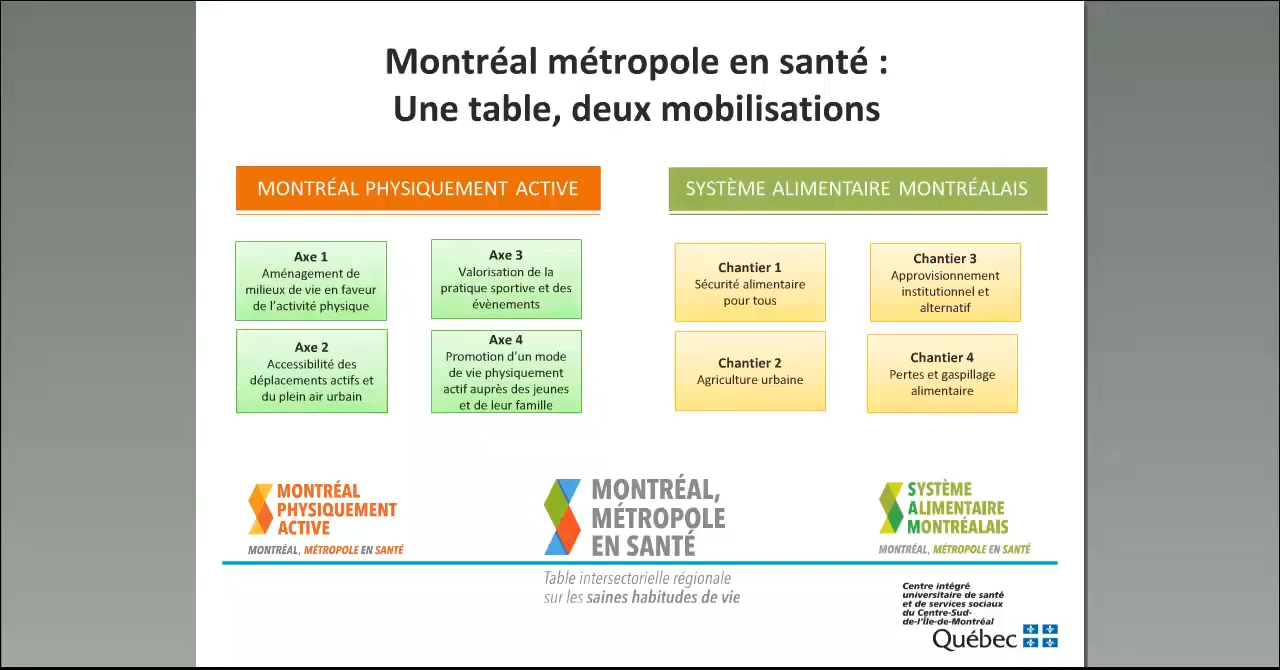 Montréal métropole en santé :
Une table, deux mobilisations
MONTRÉAL PHYSIQUEMENT ACTIVE
SYSTÈME ALIMENTAIRE MONTRÉALAIS
Axe 1
Aménagement de
milieux de vie en faveur
de l'activité physique
Axe 3
Valorisation de la
pratique sportive et des
évènements
Axe 2
Accessibilité des
déplacements actifs et
du plein air urbain
Axe 4
Promotion d'un mode
de vie physiquement
actif auprès des jeunes
et de leur famille
Chantier 1
Sécurité alimentaire
pour tous
Chantier 3
Approvisionnement
institutionnel et
alternatif
Chantier 2
Agriculture urbaine
Chantier 4
Pertes et gaspillage
alimentaire
MONTRÉAL
PHYSIQUEMENT
ACTIVE
MONTRÉAL, MÉTROPOLE EN SANTÉ
MONTRÉAL,
MÉTROPOLE
EN SANTÉ
Table intersectorielle régionale
sur les saines habitudes de vie
SYSTÈME
ALIMENTAIRE
MONTRÉALAIS
MONTRÉAL, MÉTROPOLE EN SANTÉ
Centre intégré
universitaire de santé
et de services sociaux
du Centre-Sud-
de-l'Île-de-Montréal
Québec